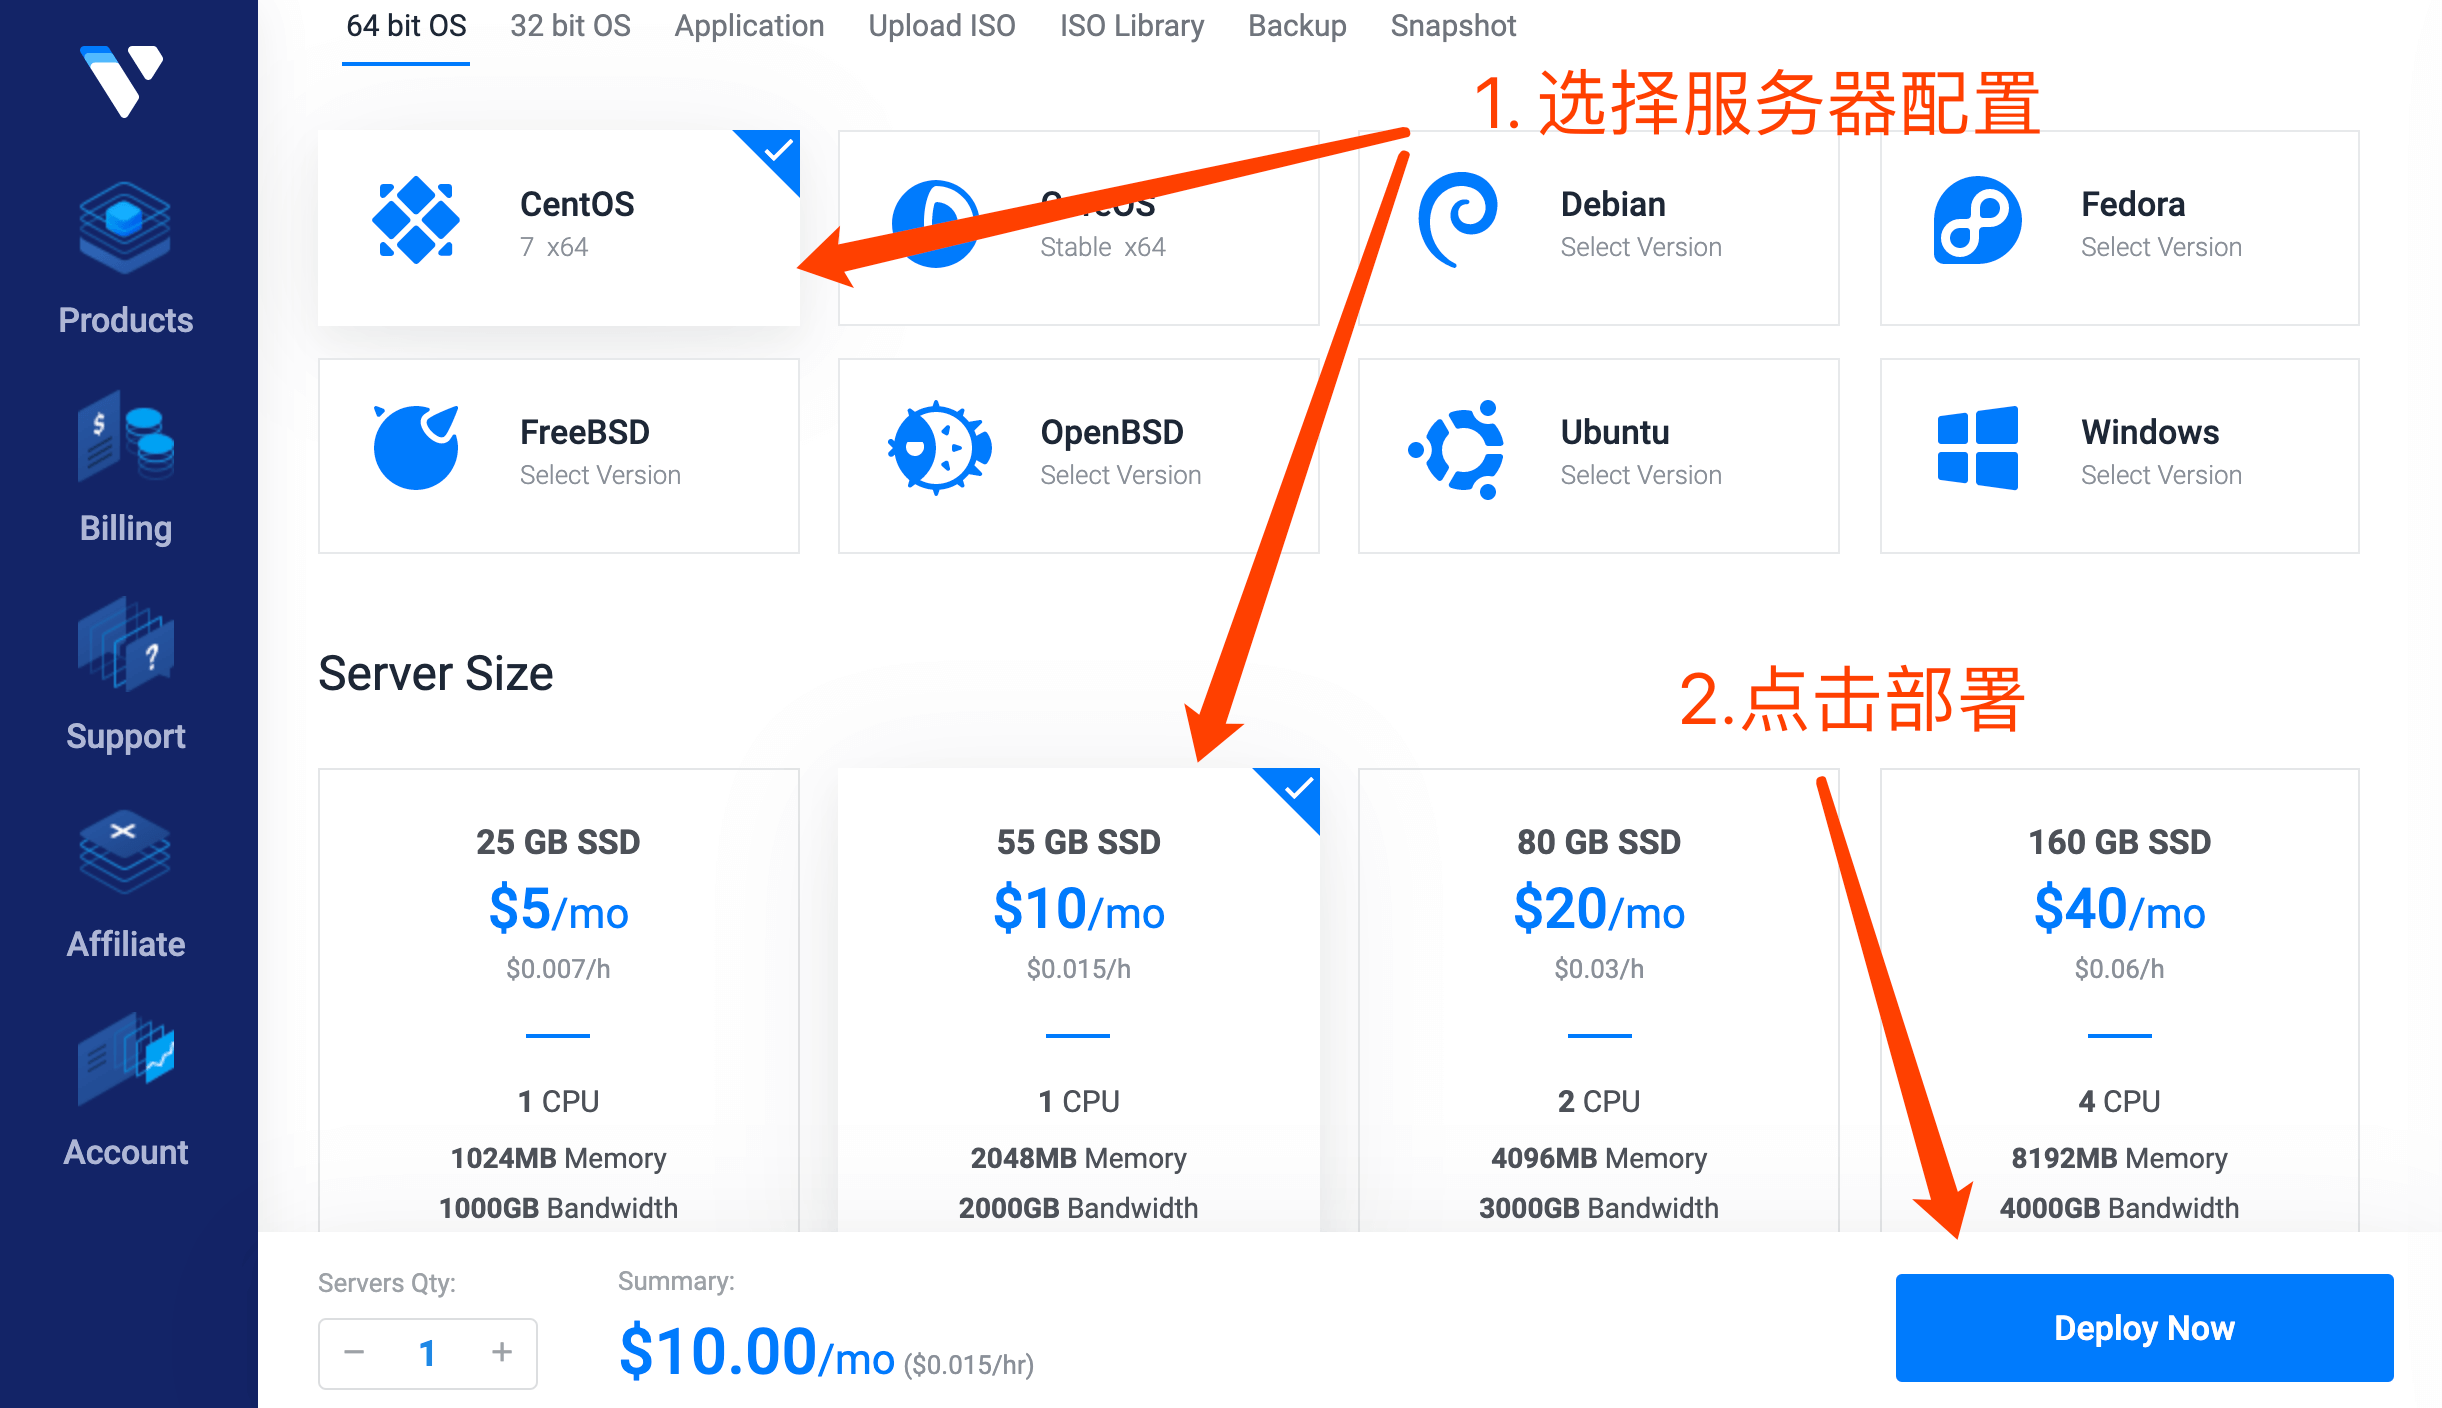 64 bit OS 32 bit OS Application Upload ISO ISO Library Backup Snapshot
1. 选择服务器配置
CentOS
7 x64
CoreOS
Stable x64
Debian
Select Version
Fedora
Select Version
FreeBSD
Select Version
OpenBSD
Select Version
Ubuntu
Select Version
Windows
Select Version
Products
Billing
Support
Affiliate
Account
Server Size
2.点击部署
25 GB SSD
$5/mo
$0.007/h
1 CPU
1024MB Memory
1000GB Bandwidth
55 GB SSD
$10/mo
$0.015/h
1 CPU
2048MB Memory
2000GB Bandwidth
80 GB SSD
$20/mo
$0.03/h
2 CPU
4096MB Memory
3000GB Bandwidth
160 GB SSD
$40/mo
$0.06/h
4 CPU
8192MB Memory
4000GB Bandwidth
Servers Qty:
− 1 +
Summary:
$10.00/mo ($0.015/hr)
Deploy Now